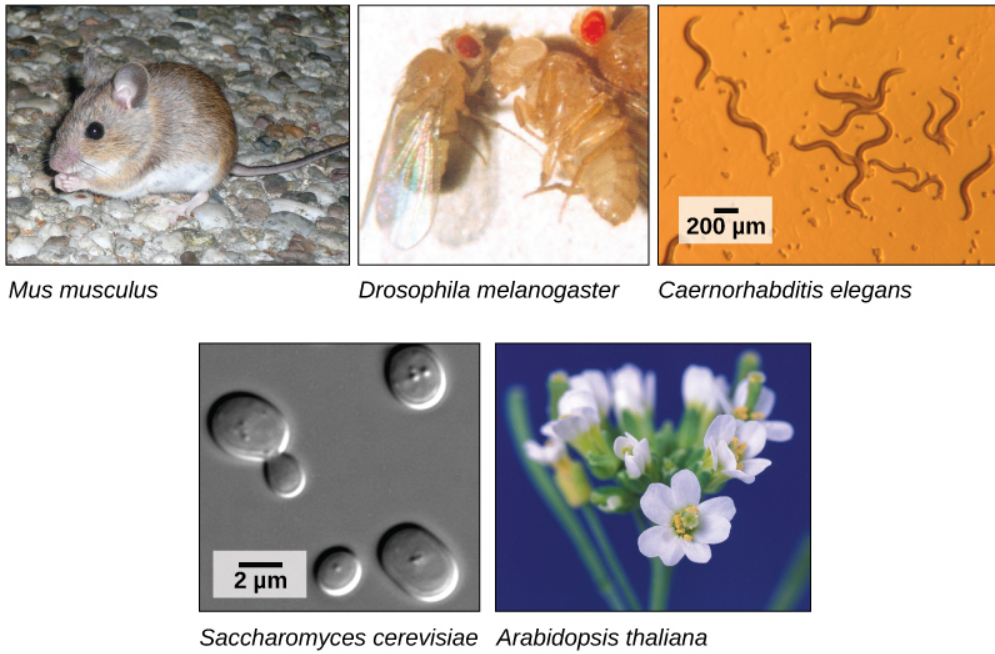 200 µm
Mus musculus
Drosophila melanogaster
Caernorhabditis elegans
2 µm
Saccharomyces cerevisiae
Arabidopsis thaliana